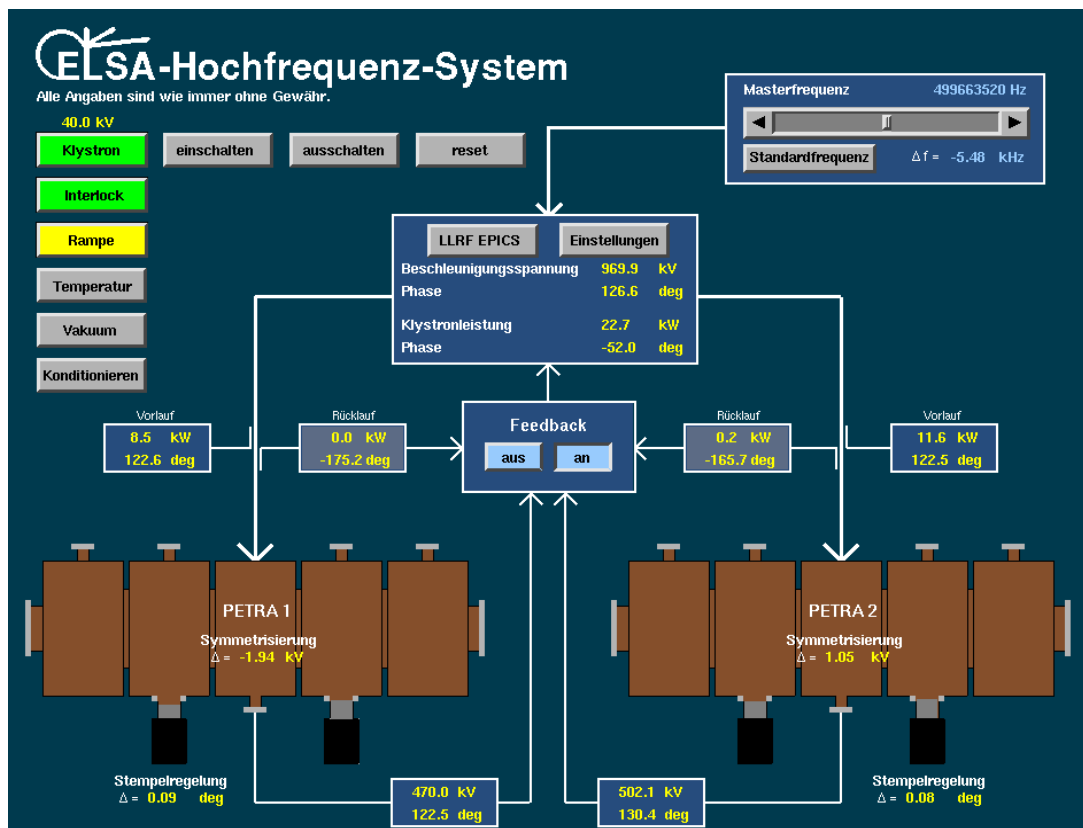 ELSA-Hochfrequenz-System
Alle Angaben sind wie immer ohne Gewähr.
40.0 kV
Klystron einschalten ausschalten reset
Interlock
Rampe
Temperatur
Vakuum
Konditionieren
Masterfrequenz 499663520 Hz
Standardfrequenz Δf = -5.48 kHz
LLRF EPICS Einstellungen
Beschleunigungsspannung 969.9 kV
Phase 126.6 deg
Klystronleistung 22.7 kW
Phase -52.0 deg
Vorlauf
8.5 kW
122.6 deg
Rücklauf
0.0 kW
-175.2 deg
Feedback
aus an
Rücklauf
0.2 kW
-165.7 deg
Vorlauf
11.6 kW
122.5 deg
PETRA 1
Symmetrisierung
Δ = -1.94 kV
PETRA 2
Symmetrisierung
Δ = 1.05 kV
Stempelregelung
Δ = 0.09 deg
470.0 kV
122.5 deg
502.1 kV
130.4 deg
Stempelregelung
Δ = 0.08 deg